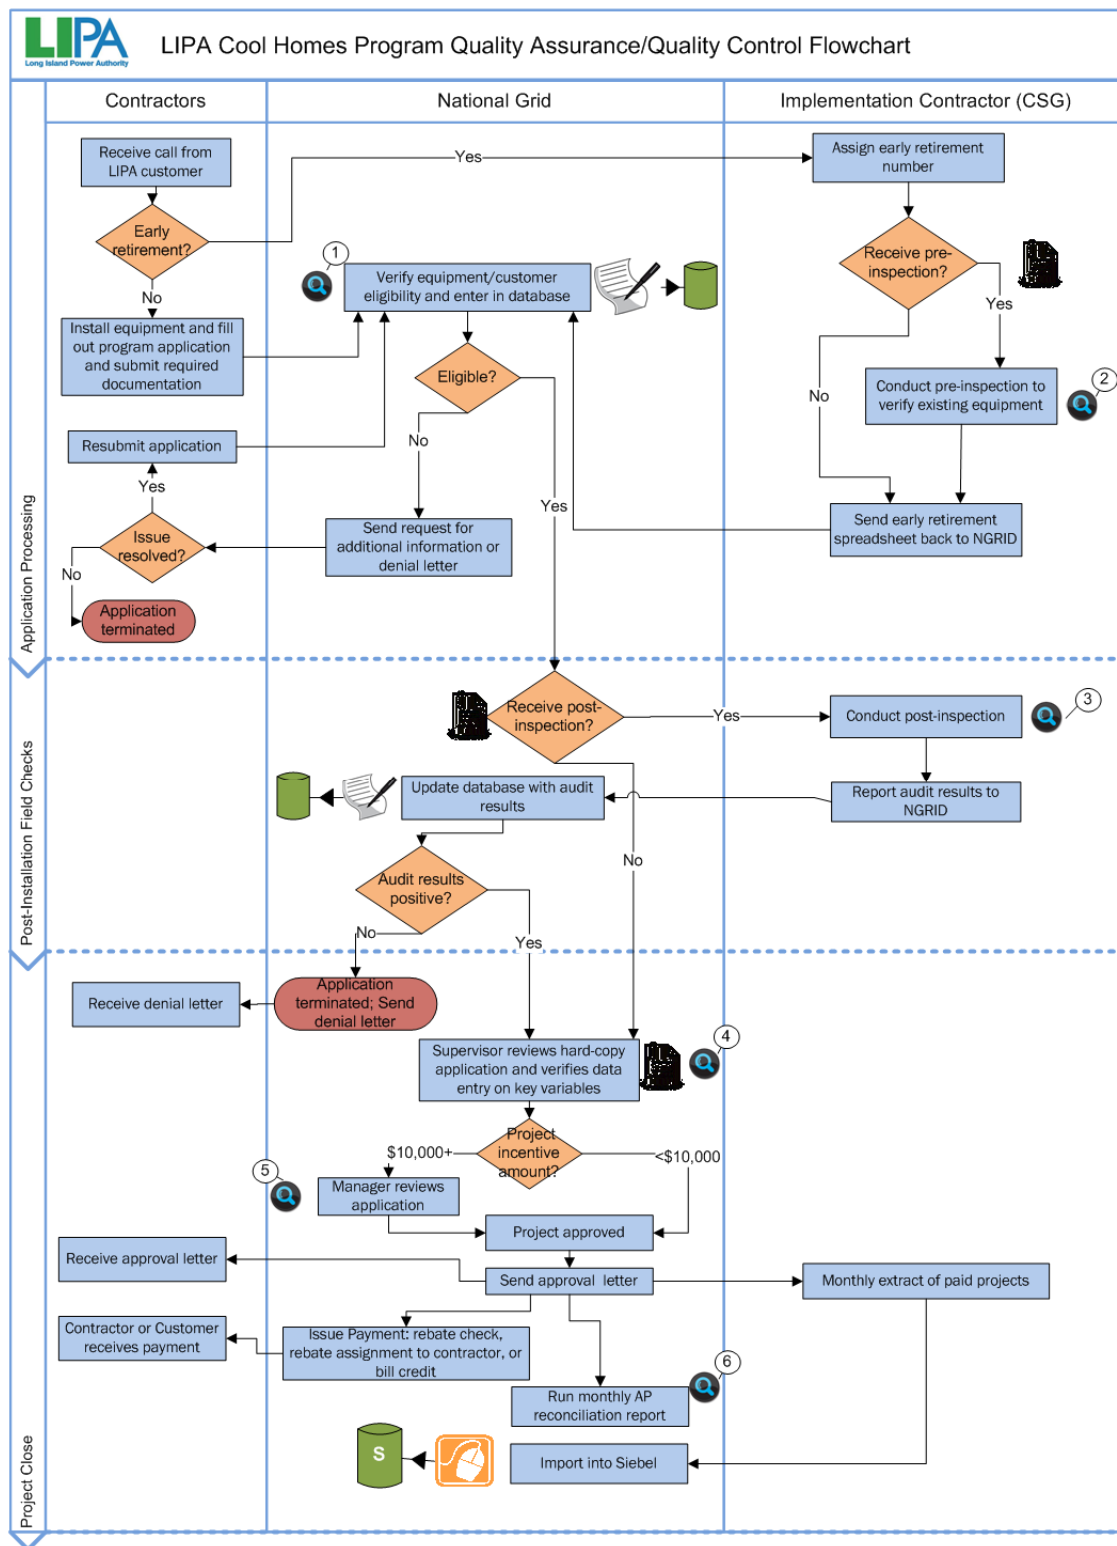 LIPA
Long Island Power Authority
LIPA Cool Homes Program Quality Assurance/Quality Control Flowchart
Contractors
National Grid
Implementation Contractor (CSG)
Application Processing
Receive call from
LIPA customer
Yes
Assign early retirement
number
Early
retirement?
No
1
Verify equipment/customer
eligibility and enter in database
Receive pre-
inspection?
Yes
Install equipment and fill
out program application
and submit required
documentation
Eligible?
No
Conduct pre-inspection to
verify existing equipment
2
Resubmit application
No
Yes
Yes
Issue
resolved?
Send request for
additional information or
denial letter
Send early retirement
spreadsheet back to NGRID
No
Application
terminated
Post-Installation Field Checks
Receive post-
inspection?
Yes
Conduct post-inspection
3
Update database with audit
results
Report audit results to
NGRID
No
Audit results
positive?
No
Yes
Project Close
Receive denial letter
Application
terminated; Send
denial letter
Supervisor reviews hard-copy
application and verifies data
entry on key variables
4
Project
incentive
amount?
$10,000+
<$10,000
5
Manager reviews
application
Project approved
Receive approval letter
Send approval letter
Monthly extract of paid projects
Contractor or Customer
receives payment
Issue Payment: rebate check,
rebate assignment to contractor, or
bill credit
6
Run monthly AP
reconciliation report
S
Import into Siebel